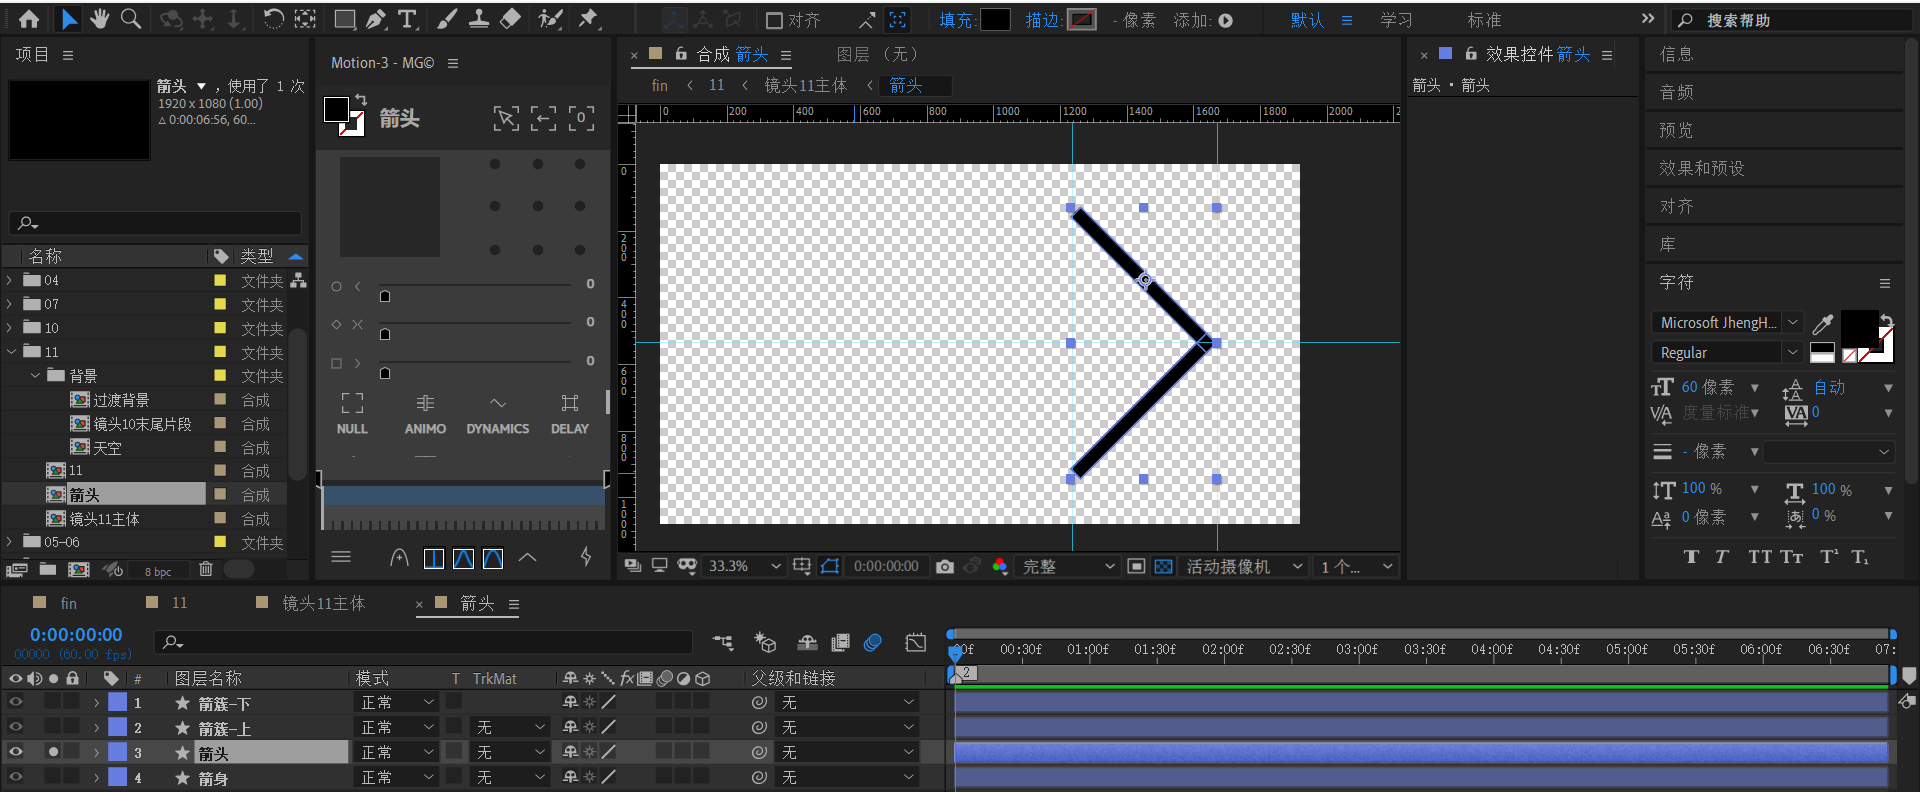 对齐
填充:
描边:
- 像素
添加:
默认
学习
标准
搜索帮助
项目
箭头 ，使用了 1 次
1920 x 1080 (1.00)
△ 0:00:06:56, 60...
名称
类型
04
文件夹
07
文件夹
10
文件夹
11
文件夹
背景
文件夹
过渡背景
合成
镜头10末尾片段
合成
天空
合成
11
合成
箭头
合成
镜头11主体
合成
05-06
文件夹
8 bpc
Motion-3 - MG©
箭头
0
0
0
0
NULL
ANIMO
DYNAMICS
DELAY
合成 箭头
图层 （无）
fin
11
镜头11主体
箭头
0
200
400
600
800
1000
1200
1400
1600
1800
2000
0
200
400
600
800
1000
33.3%
0:00:00:00
完整
活动摄像机
1 个...
效果控件 箭头
箭头・箭头
信息
音频
预览
效果和预设
对齐
库
字符
Microsoft JhengH...
Regular
60 像素
自动
度量标准
0
- 像素
100 %
100 %
0 像素
0 %
fin
11
镜头11主体
箭头
0:00:00:00
00000 (60.00 fps)
# 图层名称
模式
T TrkMat
父级和链接
1 箭簇-下
正常
无
2 箭簇-上
正常
无
无
3 箭头
正常
无
无
4 箭身
正常
无
无
00f
00:30f
01:00f
01:30f
02:00f
02:30f
03:00f
03:30f
04:00f
04:30f
05:00f
05:30f
06:00f
06:30f
07:
2